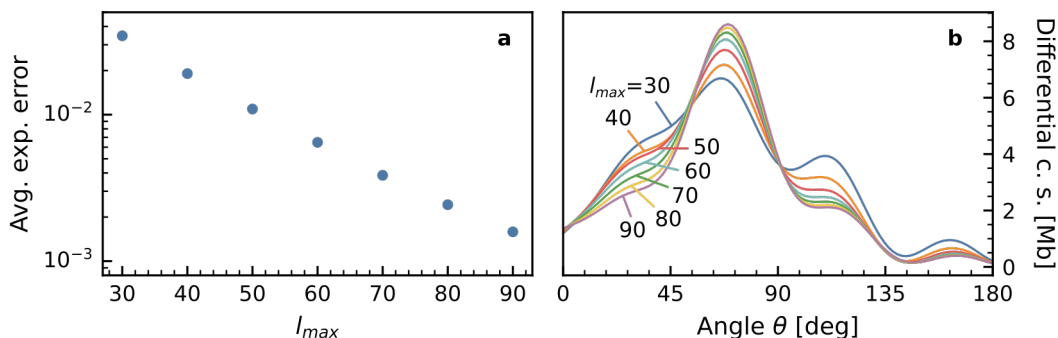 a
Avg. exp. error
10⁻²
10⁻³
30 40 50 60 70 80 90
l_max
b
l_max=30
40
50
60
70
80
90
0 45 90 135 180
Angle θ [deg]
8
6
4
2
0
Differential c. s. [Mb]